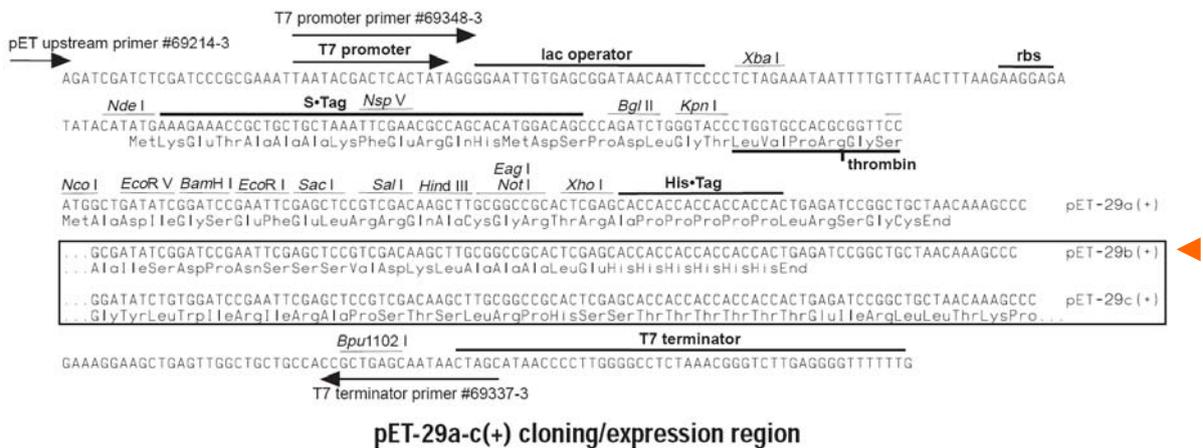 T7 promoter primer #69348-3
pET upstream primer #69214-3
T7 promoter
lac operator
Xba I
rbs
AGATCGATCTCGATCCCGCGAAATTAATACGACTCACTATAGGGGAATTGTGAGCGGATAACAATTCCCCTCTAGAAATAATTTTGTTTAACTTTAAGAAGGAGA
Nde I
S•Tag
Nsp V
Bgl II
Kpn I
TATACATATGAAAGAAACCGCTGCTGCTAAATTCGAACGCCAGCACATGGACAGCCCAGATCTGGGTACCCTGGTGCCACGCGGTTCC
MetLysGluThrAlaAlaAlaLysPheGluArgGlnHisMetAspSerProAspLeuGlyThrLeuValProArgGlySer
thrombin
Nco I
EcoR V
BamH I
EcoR I
Sac I
Sal I
Hind III
Eag I
Not I
Xho I
His•Tag
ATGGCTGATATCGGATCCGAATTCGAGCTCCGTCGACAAGCTTGCGGCCGCACTCGAGCACCACCACCACCACCACTGAGATCCGGCTGCTAACAAAGCCC pET-29a(+)
MetAlaAspIleGlySerGluPheGluLeuArgArgGlnAlaCysGlyArgThrArgAlaProProProProProLeuArgSerGlyCysEnd
...GCGATATCGGATCCGAATTCGAGCTCCGTCGACAAGCTTGCGGCCGCACTCGAGCACCACCACCACCACCACTGAGATCCGGCTGCTAACAAAGCCC pET-29b(+)
...AlaIleSerAspProAsnSerSerSerValAspLysLeuAlaAlaAlaLeuGluHisHisHisHisHisHisEnd
...GGATATCTGTGGATCCGAATTCGAGCTCCGTCGACAAGCTTGCGGCCGCACTCGAGCACCACCACCACCACCACTGAGATCCGGCTGCTAACAAAGCCC pET-29c(+)
...GlyTyrLeuTrpIleArgIleArgAlaProSerThrSerLeuArgProHisSerSerThrThrThrThrThrThrGluIleArgLeuLeuThrLysPro...
Bpu1102 I
T7 terminator
GAAAGGAAGCTGAGTTGGCTGCTGCCACCGCTGAGCAATAACTAGCATAACCCCTTGGGGCCTCTAAACGGGTCTTGAGGGGTTTTTTG
T7 terminator primer #69337-3
pET-29a-c(+) cloning/expression region